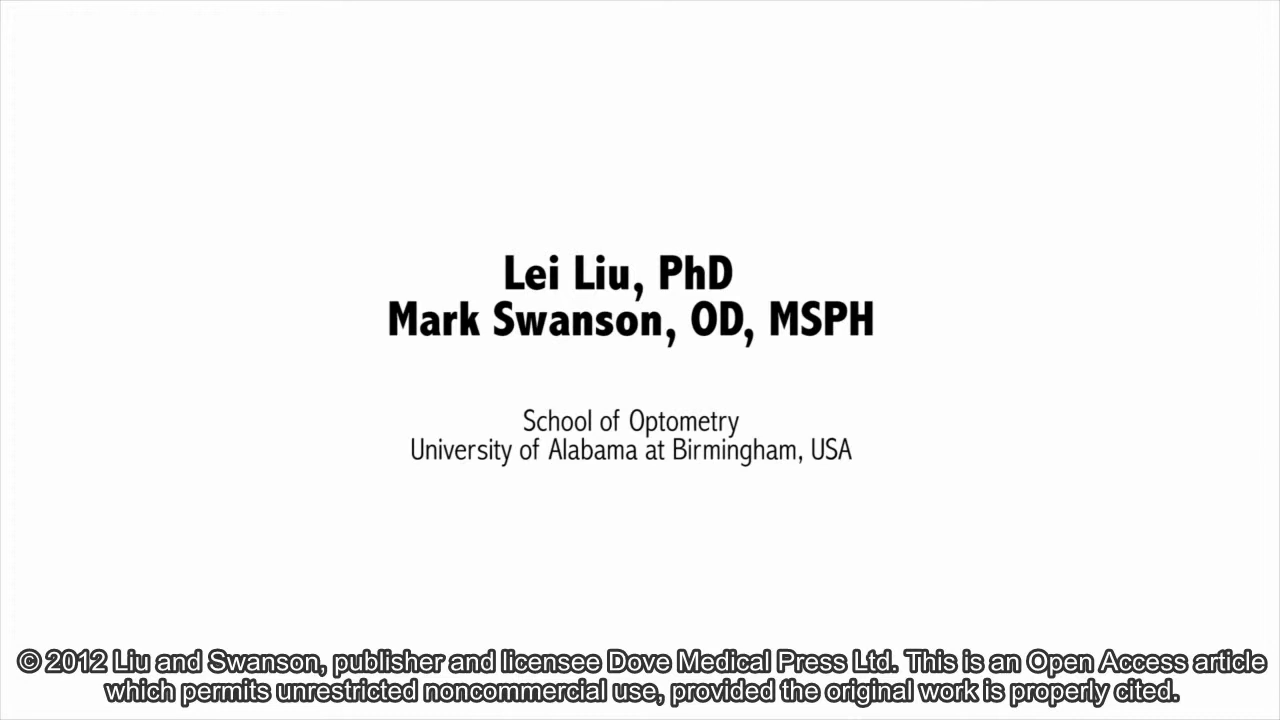 Lei Liu, PhD
Mark Swanson, OD, MSPH
School of Optometry
University of Alabama at Birmingham, USA
© 2012 Liu and Swanson, publisher and licensee Dove Medical Press Ltd. This is an Open Access article
which permits unrestricted noncommercial use, provided the original work is properly cited.